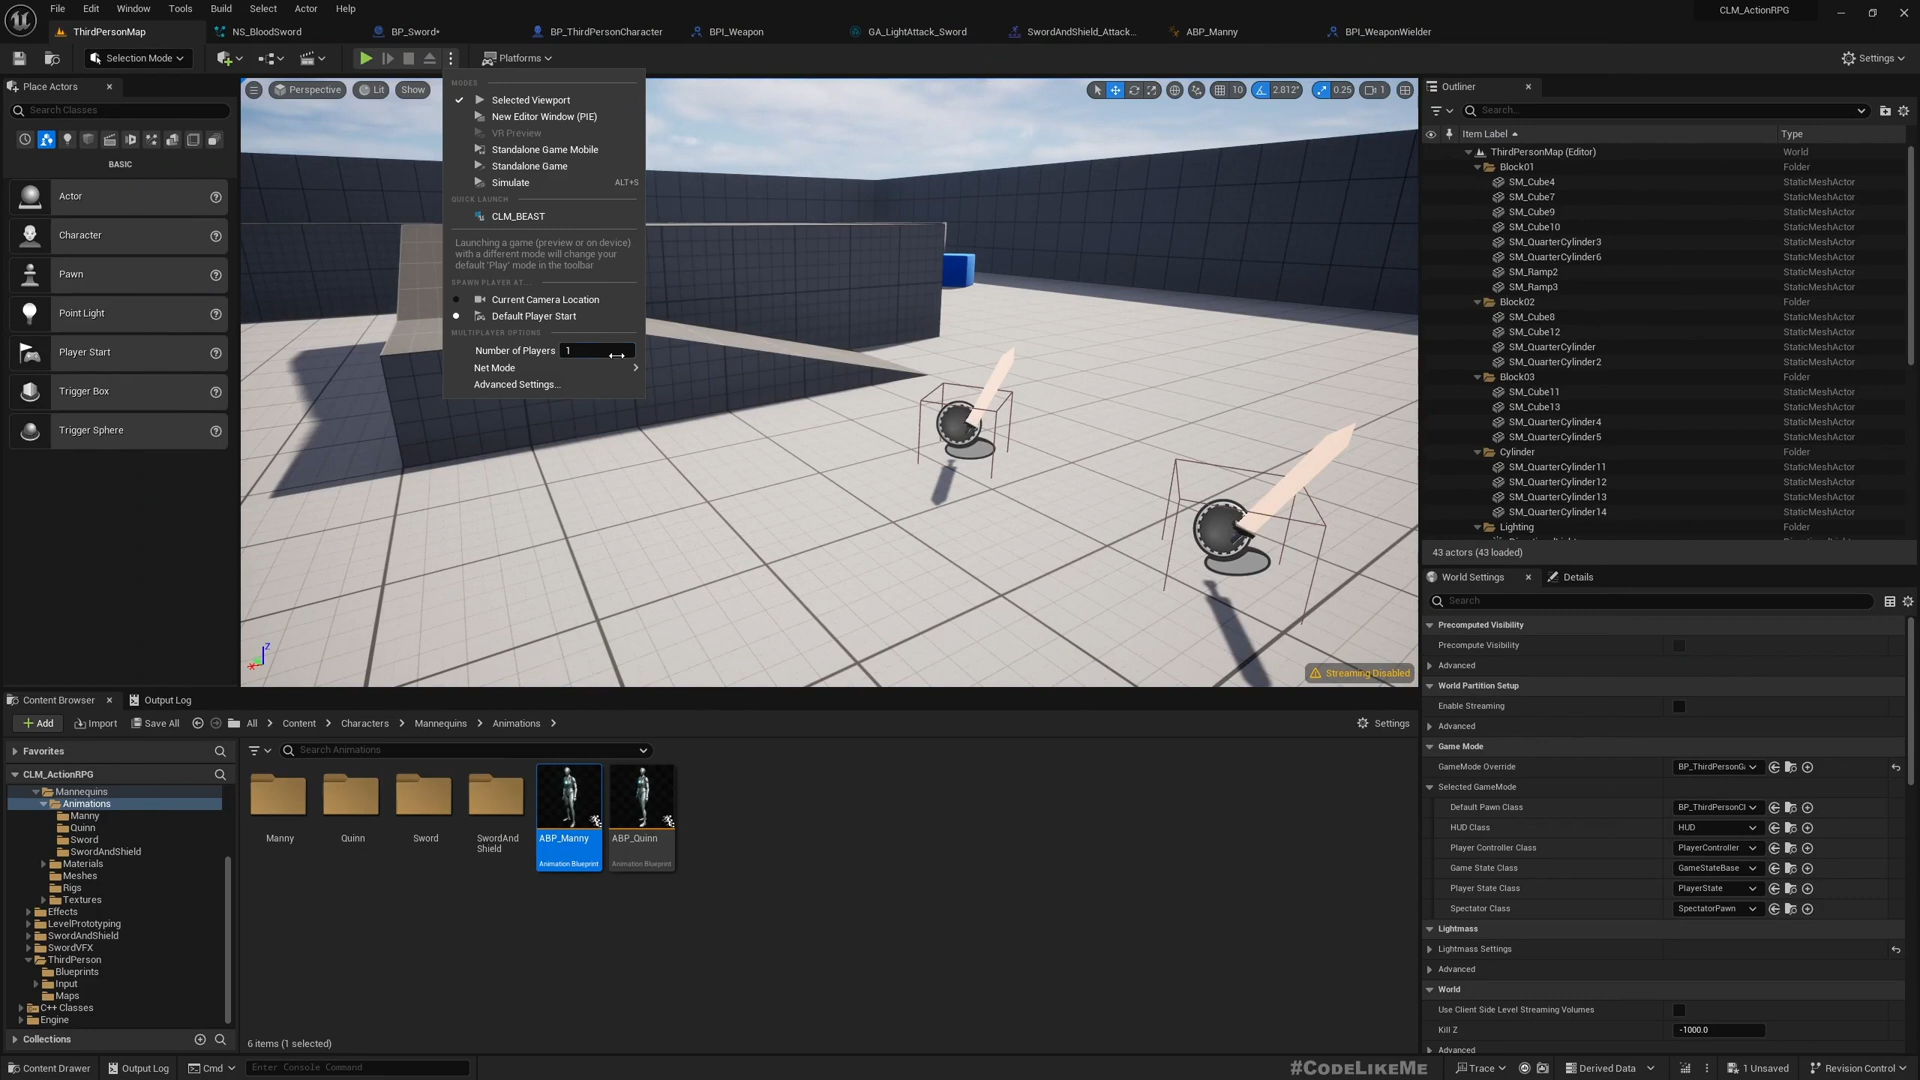 File Edit Window Tools Build Select Actor Help
CLM_ActionRPG
ThirdPersonMap
NS_BloodSword
BP_Sword*
BP_ThirdPersonCharacter
BPI_Weapon
GA_LightAttack_Sword
SwordAndShield_Attack...
ABP_Manny
BPI_WeaponWielder
Selection Mode
Platforms
Settings
Place Actors
Search Classes
BASIC
Actor
Character
Pawn
Point Light
Player Start
Trigger Box
Trigger Sphere
Perspective
Lit
Show
10
2.812°
0.25
1
MODES
Selected Viewport
New Editor Window (PIE)
VR Preview
Standalone Game Mobile
Standalone Game
Simulate ALT+S
QUICK LAUNCH
CLM_BEAST
Launching a game (preview or on device)
with a different mode will change your
default 'Play' mode in the toolbar
SPAWN PLAYER AT...
Current Camera Location
Default Player Start
MULTIPLAYER OPTIONS
Number of Players 1
Net Mode
Advanced Settings...
Z
X
Streaming Disabled
Outliner
Search...
Item Label Type
ThirdPersonMap (Editor) World
Block01 Folder
SM_Cube4 StaticMeshActor
SM_Cube7 StaticMeshActor
SM_Cube9 StaticMeshActor
SM_Cube10 StaticMeshActor
SM_QuarterCylinder3 StaticMeshActor
SM_QuarterCylinder6 StaticMeshActor
SM_Ramp2 StaticMeshActor
SM_Ramp3 StaticMeshActor
Block02 Folder
SM_Cube8 StaticMeshActor
SM_Cube12 StaticMeshActor
SM_QuarterCylinder StaticMeshActor
SM_QuarterCylinder2 StaticMeshActor
Block03 Folder
SM_Cube11 StaticMeshActor
SM_Cube13 StaticMeshActor
SM_QuarterCylinder4 StaticMeshActor
SM_QuarterCylinder5 StaticMeshActor
Cylinder Folder
SM_QuarterCylinder11 StaticMeshActor
SM_QuarterCylinder12 StaticMeshActor
SM_QuarterCylinder13 StaticMeshActor
SM_QuarterCylinder14 StaticMeshActor
Lighting Folder
43 actors (43 loaded)
World Settings
Details
Search
Precomputed Visibility
Precompute Visibility
Advanced
World Partition Setup
Enable Streaming
Advanced
Game Mode
GameMode Override BP_ThirdPersonGa
Selected GameMode
Default Pawn Class BP_ThirdPersonCl
HUD Class HUD
Player Controller Class PlayerController
Game State Class GameStateBase
Player State Class PlayerState
Spectator Class SpectatorPawn
Lightmass
Lightmass Settings
Advanced
World
Use Client Side Level Streaming Volumes
Kill Z -1000.0
Advanced
Content Browser
Output Log
Add
Import
Save All
All > Content > Characters > Mannequins > Animations >
Settings
Favorites
CLM_ActionRPG
Mannequins
Animations
Manny
Quinn
Sword
SwordAndShield
Materials
Meshes
Rigs
Textures
Effects
LevelPrototyping
SwordAndShield
SwordVFX
ThirdPerson
Blueprints
Input
Maps
C++ Classes
Engine
Collections
Search Animations
Manny
Quinn
Sword
SwordAnd
Shield
ABP_Manny
Animation Blueprint
ABP_Quinn
Animation Blueprint
6 items (1 selected)
Content Drawer
Output Log
Cmd
Enter Console Command
#CodeLikeMe
Trace
Derived Data
1 Unsaved
Revision Control